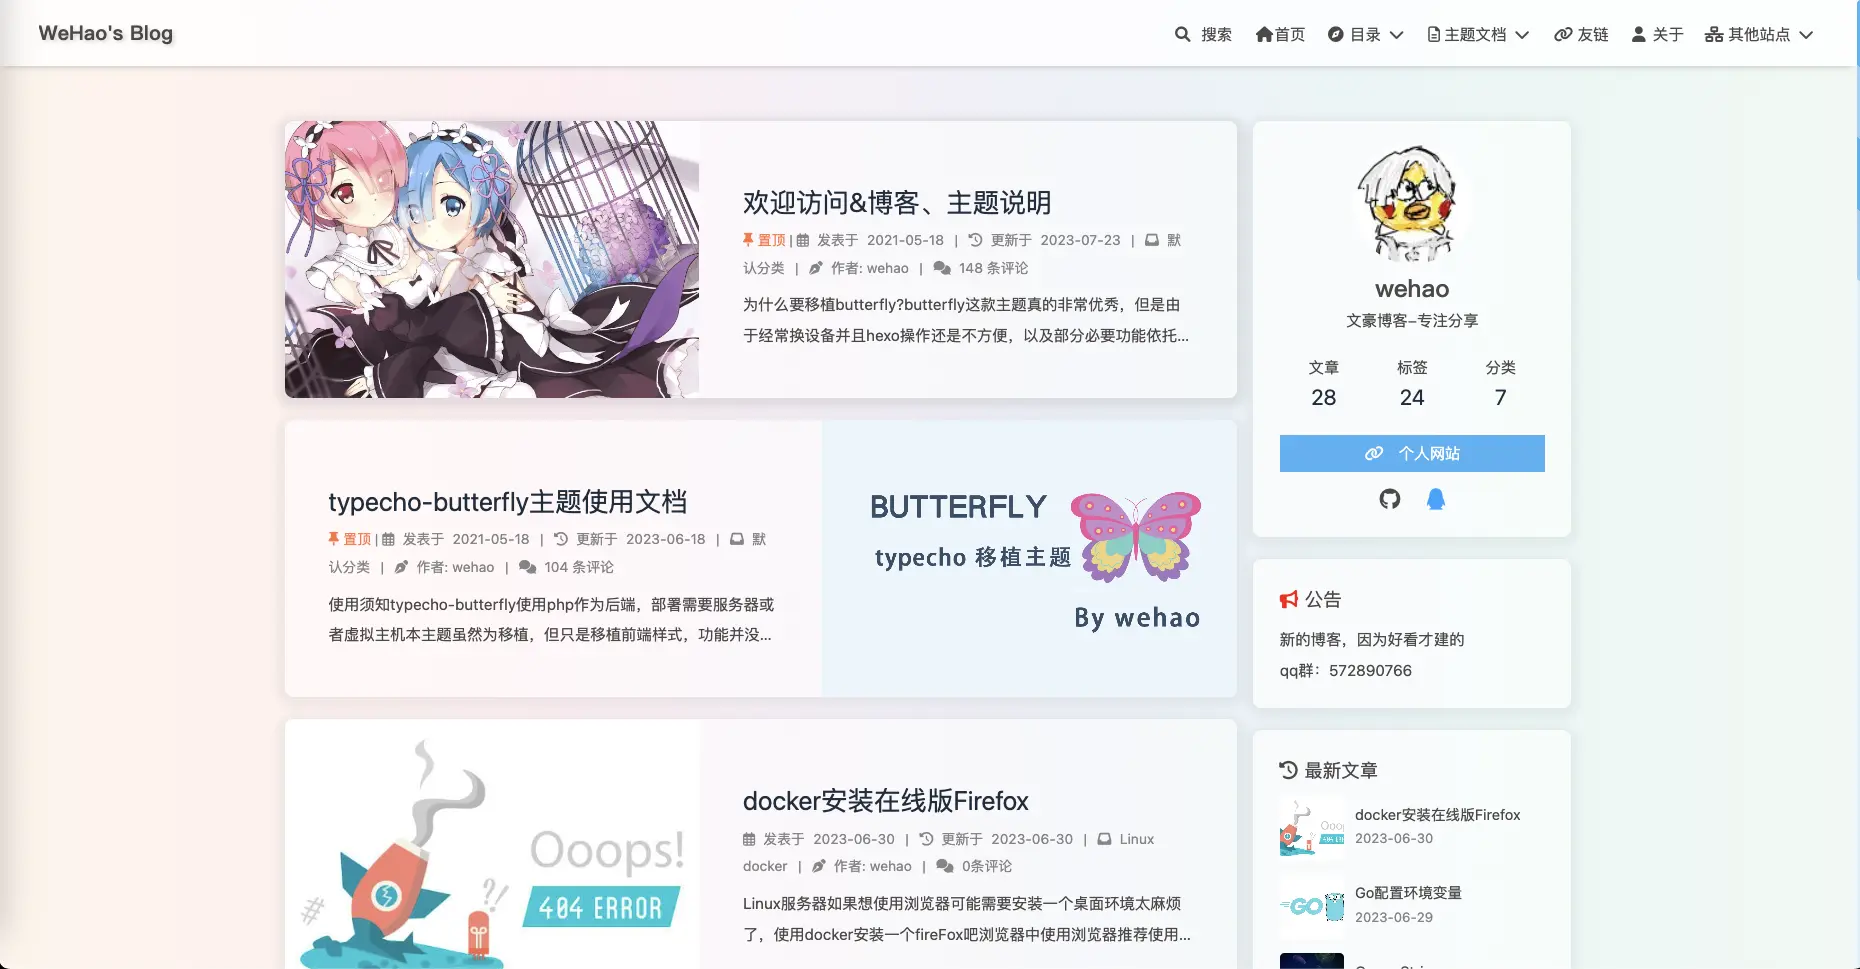 WeHao's Blog
搜索 首页 目录 主题文档 友链 关于 其他站点
欢迎访问&博客、主题说明
置顶 | 发表于 2021-05-18 | 更新于 2023-07-23 | 默
认分类 | 作者: wehao | 148 条评论
为什么要移植butterfly?butterfly这款主题真的非常优秀，但是由
于经常换设备并且hexo操作还是不方便，以及部分必要功能依托...
typecho-butterfly主题使用文档
置顶 | 发表于 2021-05-18 | 更新于 2023-06-18 | 默
认分类 | 作者: wehao | 104 条评论
使用须知typecho-butterfly使用php作为后端，部署需要服务器或
者虚拟主机本主题虽然为移植，但只是移植前端样式，功能并没...
BUTTERFLY
typecho 移植主题
By wehao
Ooops!
404 ERROR
docker安装在线版Firefox
发表于 2023-06-30 | 更新于 2023-06-30 | Linux
docker | 作者: wehao | 0条评论
Linux服务器如果想使用浏览器可能需要安装一个桌面环境太麻烦
了，使用docker安装一个fireFox吧浏览器中使用浏览器推荐使用...
wehao
文豪博客-专注分享
文章 标签 分类
28 24 7
个人网站
公告
新的博客，因为好看才建的
qq群：572890766
最新文章
docker安装在线版Firefox
2023-06-30
GO
Go配置环境变量
2023-06-29